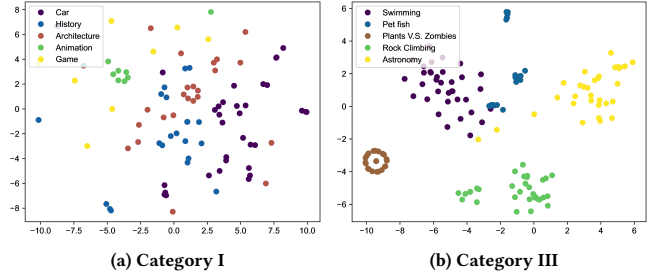 Car
History
Architecture
Animation
Game
8
6
4
2
0
−2
−4
−6
−8
−10.0 −7.5 −5.0 −2.5 0.0 2.5 5.0 7.5 10.0
(a) Category I
Swimming
Pet fish
Plants V.S. Zombies
Rock Climbing
Astronomy
6
4
2
0
−2
−4
−6
−10 −8 −6 −4 −2 0 2 4 6
(b) Category III